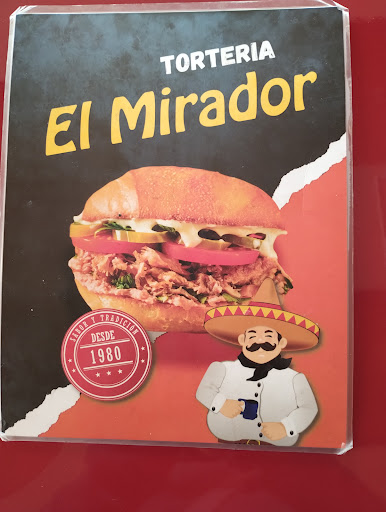 TORTERIA
El Mirador
SABOR Y TRADICIÓN
DESDE
1980